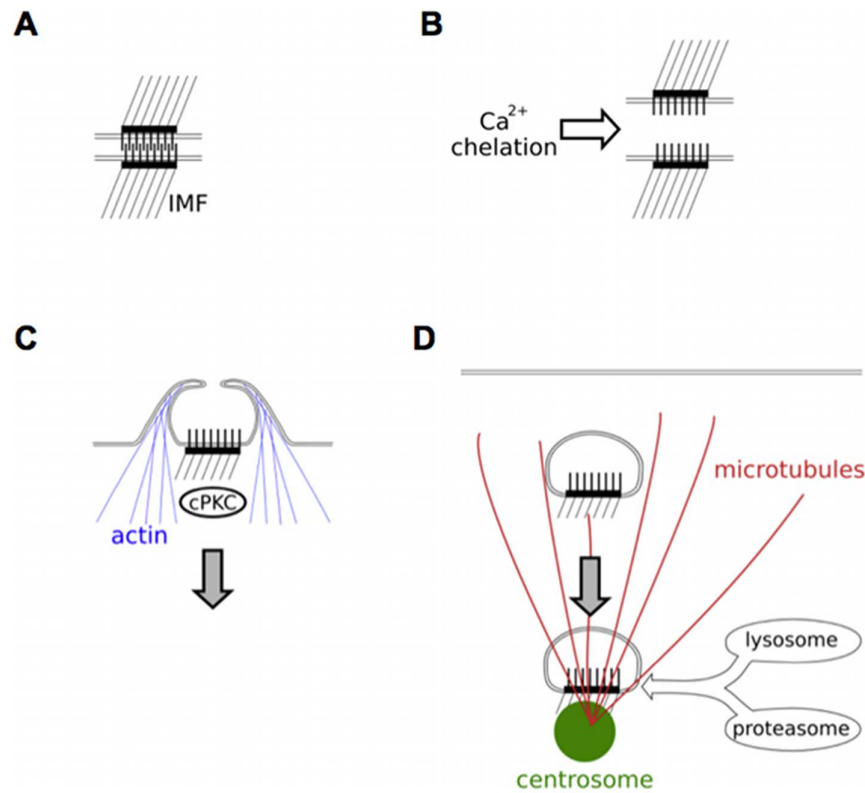 A
IMF
B
Ca2+
chelation
C
cPKC
actin
D
microtubules
lysosome
proteasome
centrosome